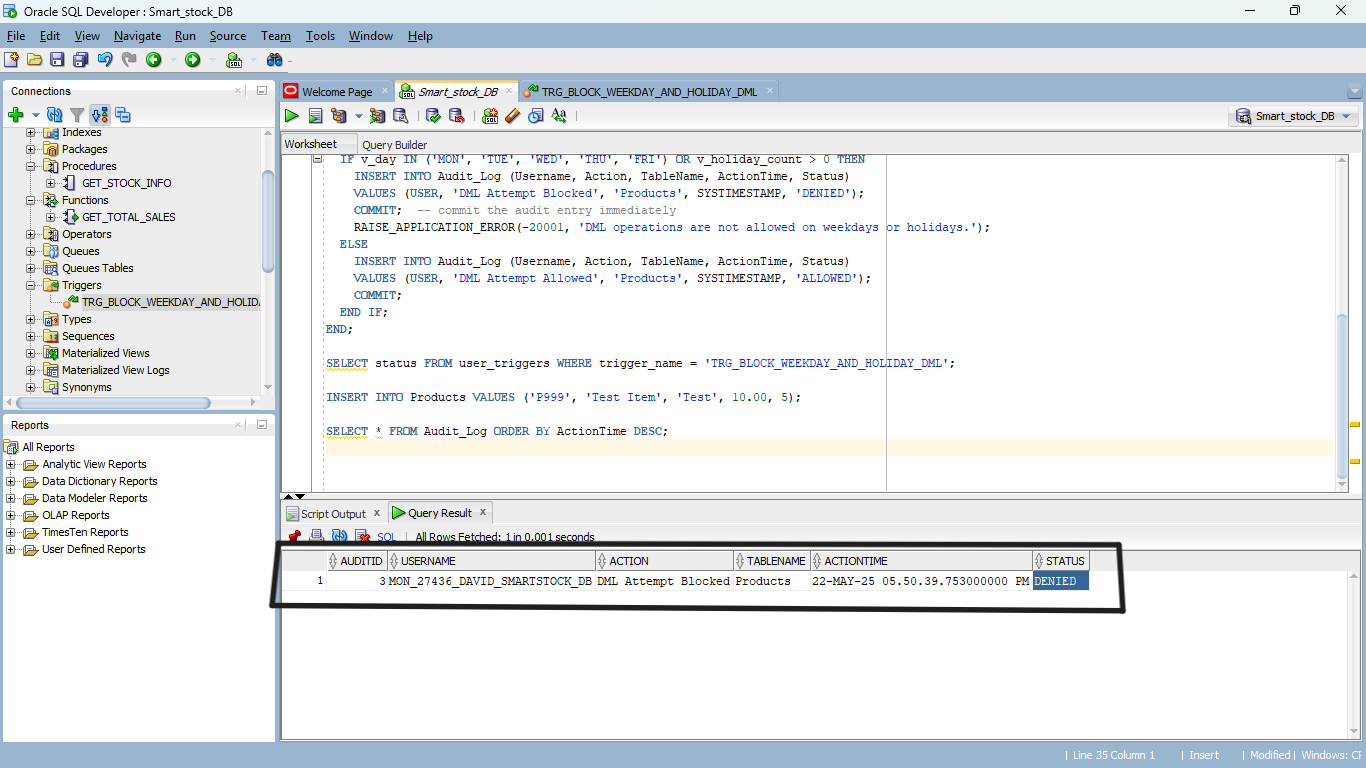 Oracle SQL Developer : Smart_stock_DB
File Edit View Navigate Run Source Team Tools Window Help
Connections
Indexes
Packages
Procedures
GET_STOCK_INFO
Functions
GET_TOTAL_SALES
Operators
Queues
Queues Tables
Triggers
TRG_BLOCK_WEEKDAY_AND_HOLID
Types
Sequences
Materialized Views
Materialized View Logs
Synonyms
Reports
All Reports
Analytic View Reports
Data Dictionary Reports
Data Modeler Reports
OLAP Reports
TimesTen Reports
User Defined Reports
Welcome Page Smart_stock_DB TRG_BLOCK_WEEKDAY_AND_HOLIDAY_DML
Smart_stock_DB
Worksheet Query Builder
IF v_day IN ('MON', 'TUE', 'WED', 'THU', 'FRI') OR v_holiday_count > 0 THEN
INSERT INTO Audit_Log (Username, Action, TableName, ActionTime, Status)
VALUES (USER, 'DML Attempt Blocked', 'Products', SYSTIMESTAMP, 'DENIED');
COMMIT; -- commit the audit entry immediately
RAISE_APPLICATION_ERROR(-20001, 'DML operations are not allowed on weekdays or holidays.');
ELSE
INSERT INTO Audit_Log (Username, Action, TableName, ActionTime, Status)
VALUES (USER, 'DML Attempt Allowed', 'Products', SYSTIMESTAMP, 'ALLOWED');
COMMIT;
END IF;
END;
SELECT status FROM user_triggers WHERE trigger_name = 'TRG_BLOCK_WEEKDAY_AND_HOLIDAY_DML';
INSERT INTO Products VALUES ('P999', 'Test Item', 'Test', 10.00, 5);
SELECT * FROM Audit_Log ORDER BY ActionTime DESC;
Script Output x Query Result x
SQL | All Rows Fetched: 1 in 0.001 seconds
AUDITID USERNAME ACTION TABLENAME ACTIONTIME STATUS
1 3 MON_27436_DAVID_SMARTSTOCK_DB DML Attempt Blocked Products 22-MAY-25 05.50.39.753000000 PM DENIED
| Line 35 Column 1 | Insert | Modified | Windows: CF